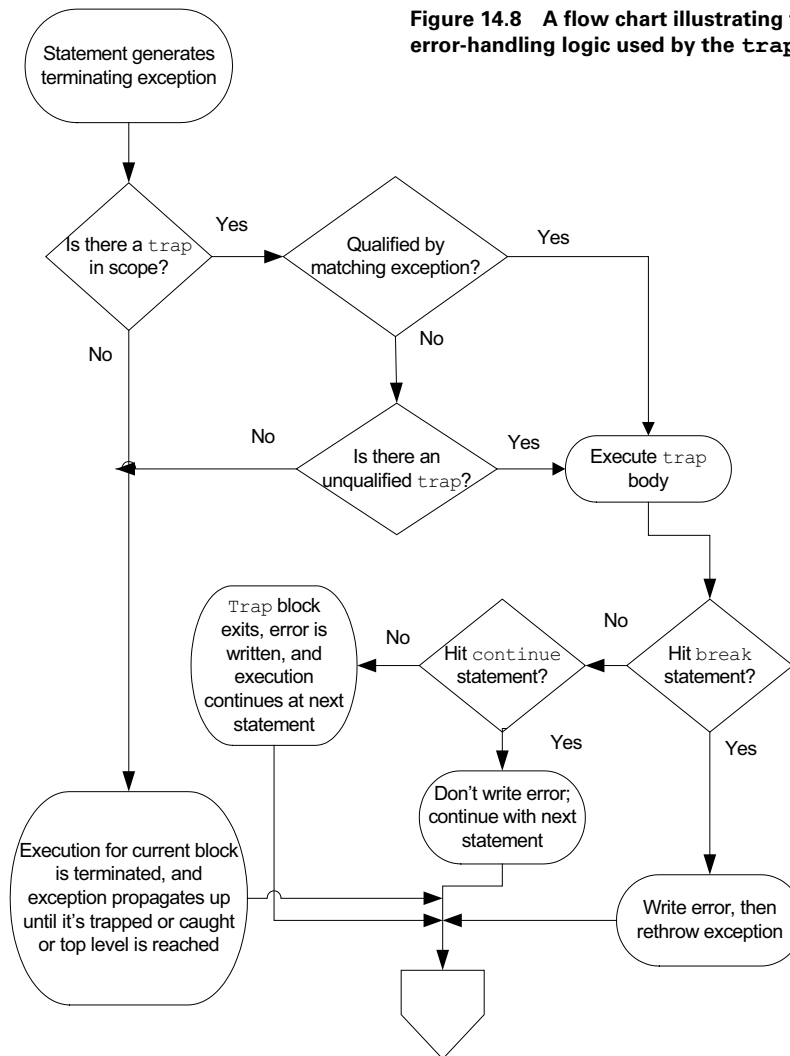 Figure 14.8 A flow chart illustrating
error-handling logic used by the trap
Statement generates
terminating exception
Is there a trap
in scope?
Yes
Qualified by
matching exception?
Yes
No
No
Is there an
unqualified trap?
No
Yes
Execute trap
body
Trap block
exits, error is
written, and
execution
continues at next
statement
No
Hit continue
statement?
No
Hit break
statement?
Yes
Yes
Don't write error;
continue with next
statement
Execution for current block
is terminated, and
exception propagates up
until it's trapped or caught
or top level is reached
Write error, then
rethrow exception